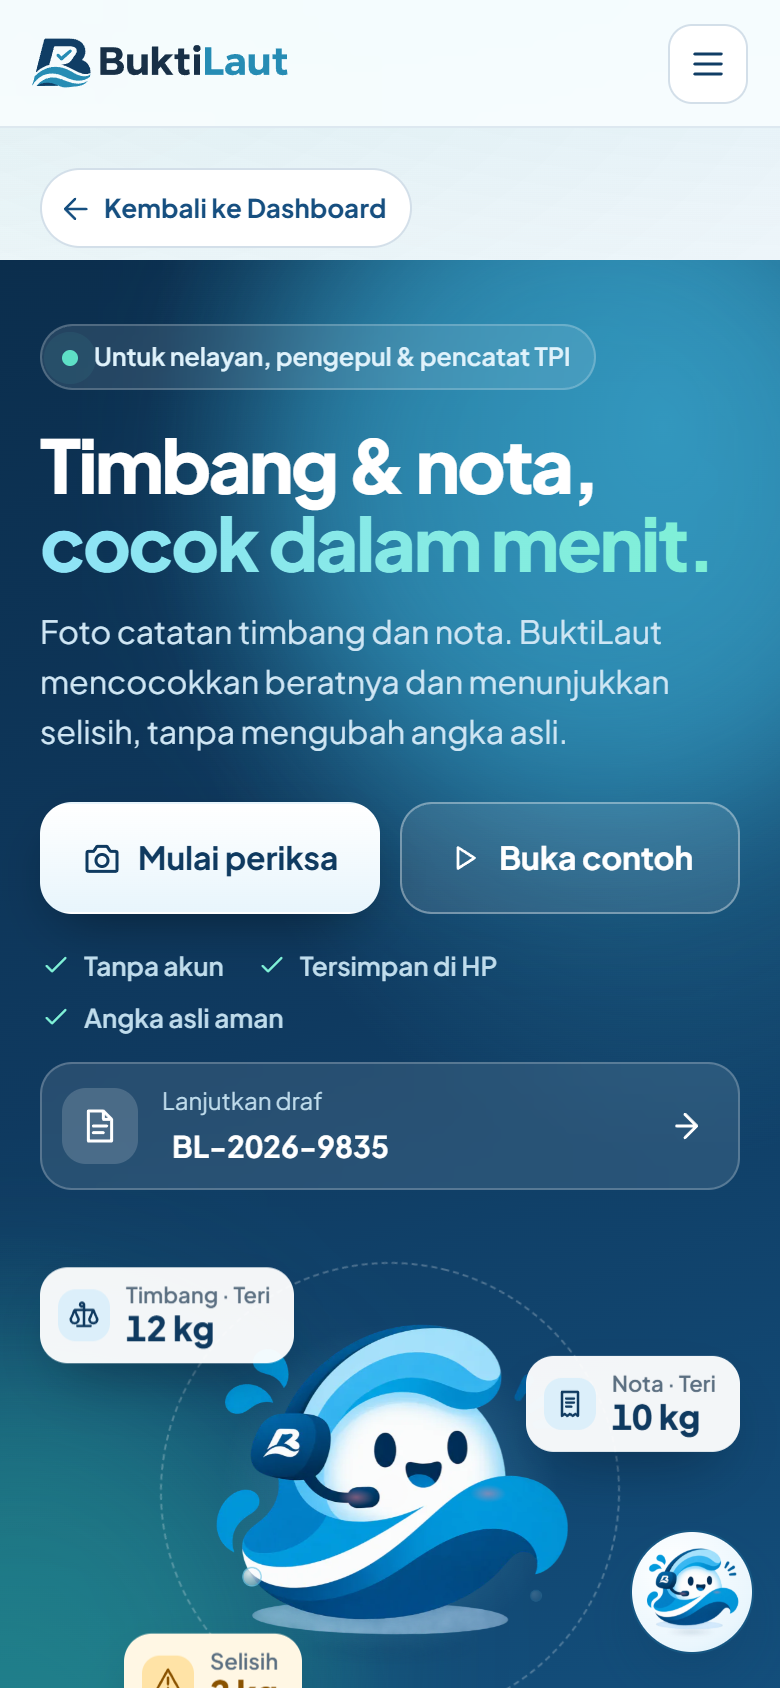 BuktiLaut
Kembali ke Dashboard
Untuk nelayan, pengepul & pencatat TPI
Timbang & nota,
cocok dalam menit.
Foto catatan timbang dan nota. BuktiLaut
mencocokkan beratnya dan menunjukkan
selisih, tanpa mengubah angka asli.
Mulai periksa
Buka contoh
Tanpa akun
Tersimpan di HP
Angka asli aman
Lanjutkan draf
BL-2026-9835
Timbang · Teri
12 kg
Nota · Teri
10 kg
Selisih
2 kg